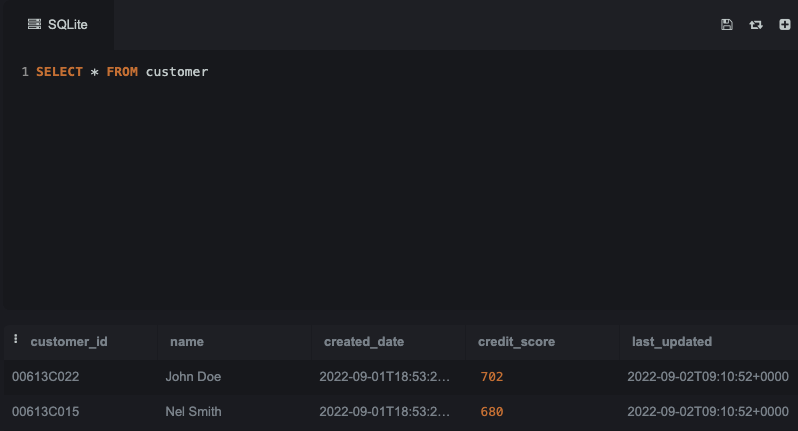 SQLite
1 SELECT * FROM customer
customer_id name created_date credit_score last_updated
00613C022 John Doe 2022-09-01T18:53:2... 702 2022-09-02T09:10:52+0000
00613C015 Nel Smith 2022-09-01T18:53:2... 680 2022-09-02T09:10:52+0000